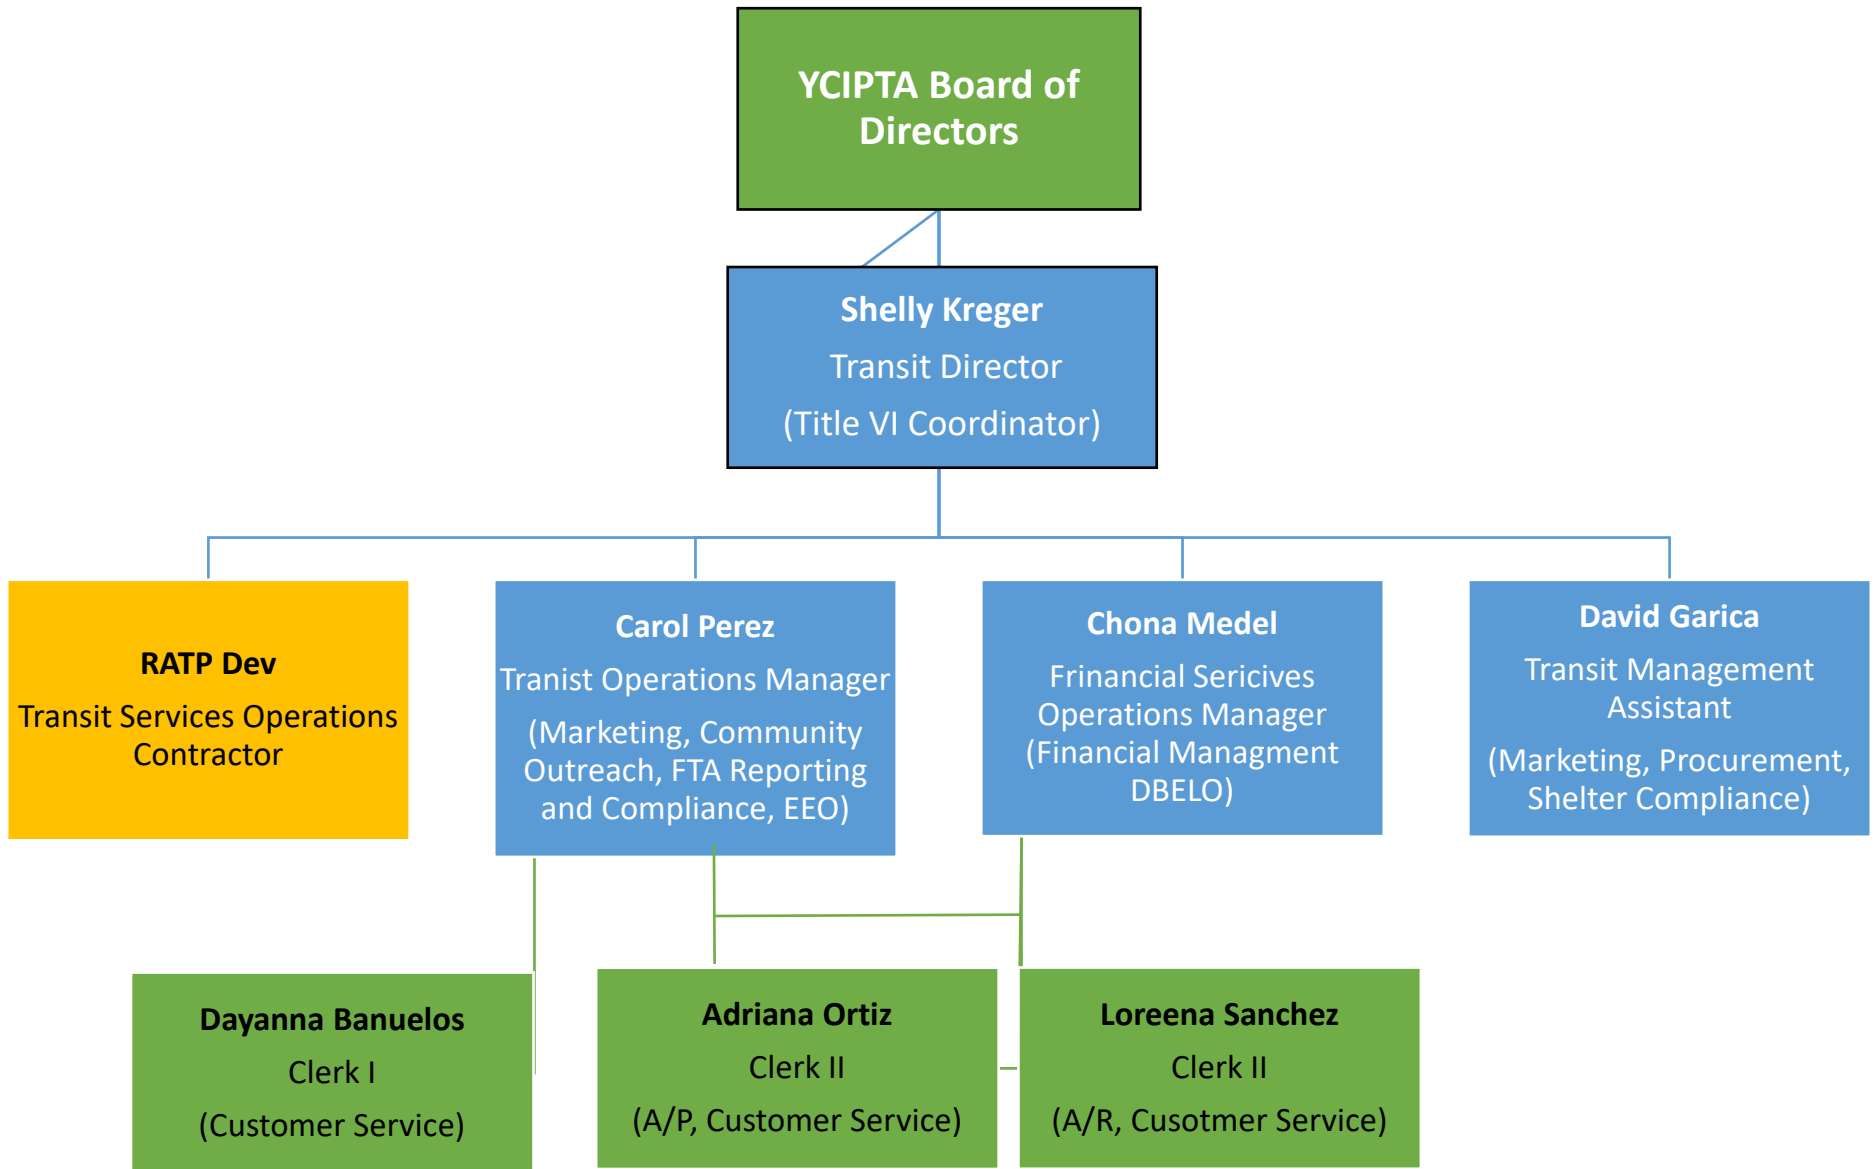 YCIPTA Board of
Directors
Shelly Kreger
Transit Director
(Title VI Coordinator)
RATP Dev
Transit Services Operations
Contractor
Carol Perez
Tranist Operations Manager
(Marketing, Community
Outreach, FTA Reporting
and Compliance, EEO)
Chona Medel
Frinancial Sericives
Operations Manager
(Financial Managment
DBELO)
David Garica
Transit Management
Assistant
(Marketing, Procurement,
Shelter Compliance)
Dayanna Banuelos
Clerk I
(Customer Service)
Adriana Ortiz
Clerk II
(A/P, Customer Service)
Loreena Sanchez
Clerk II
(A/R, Cusotmer Service)